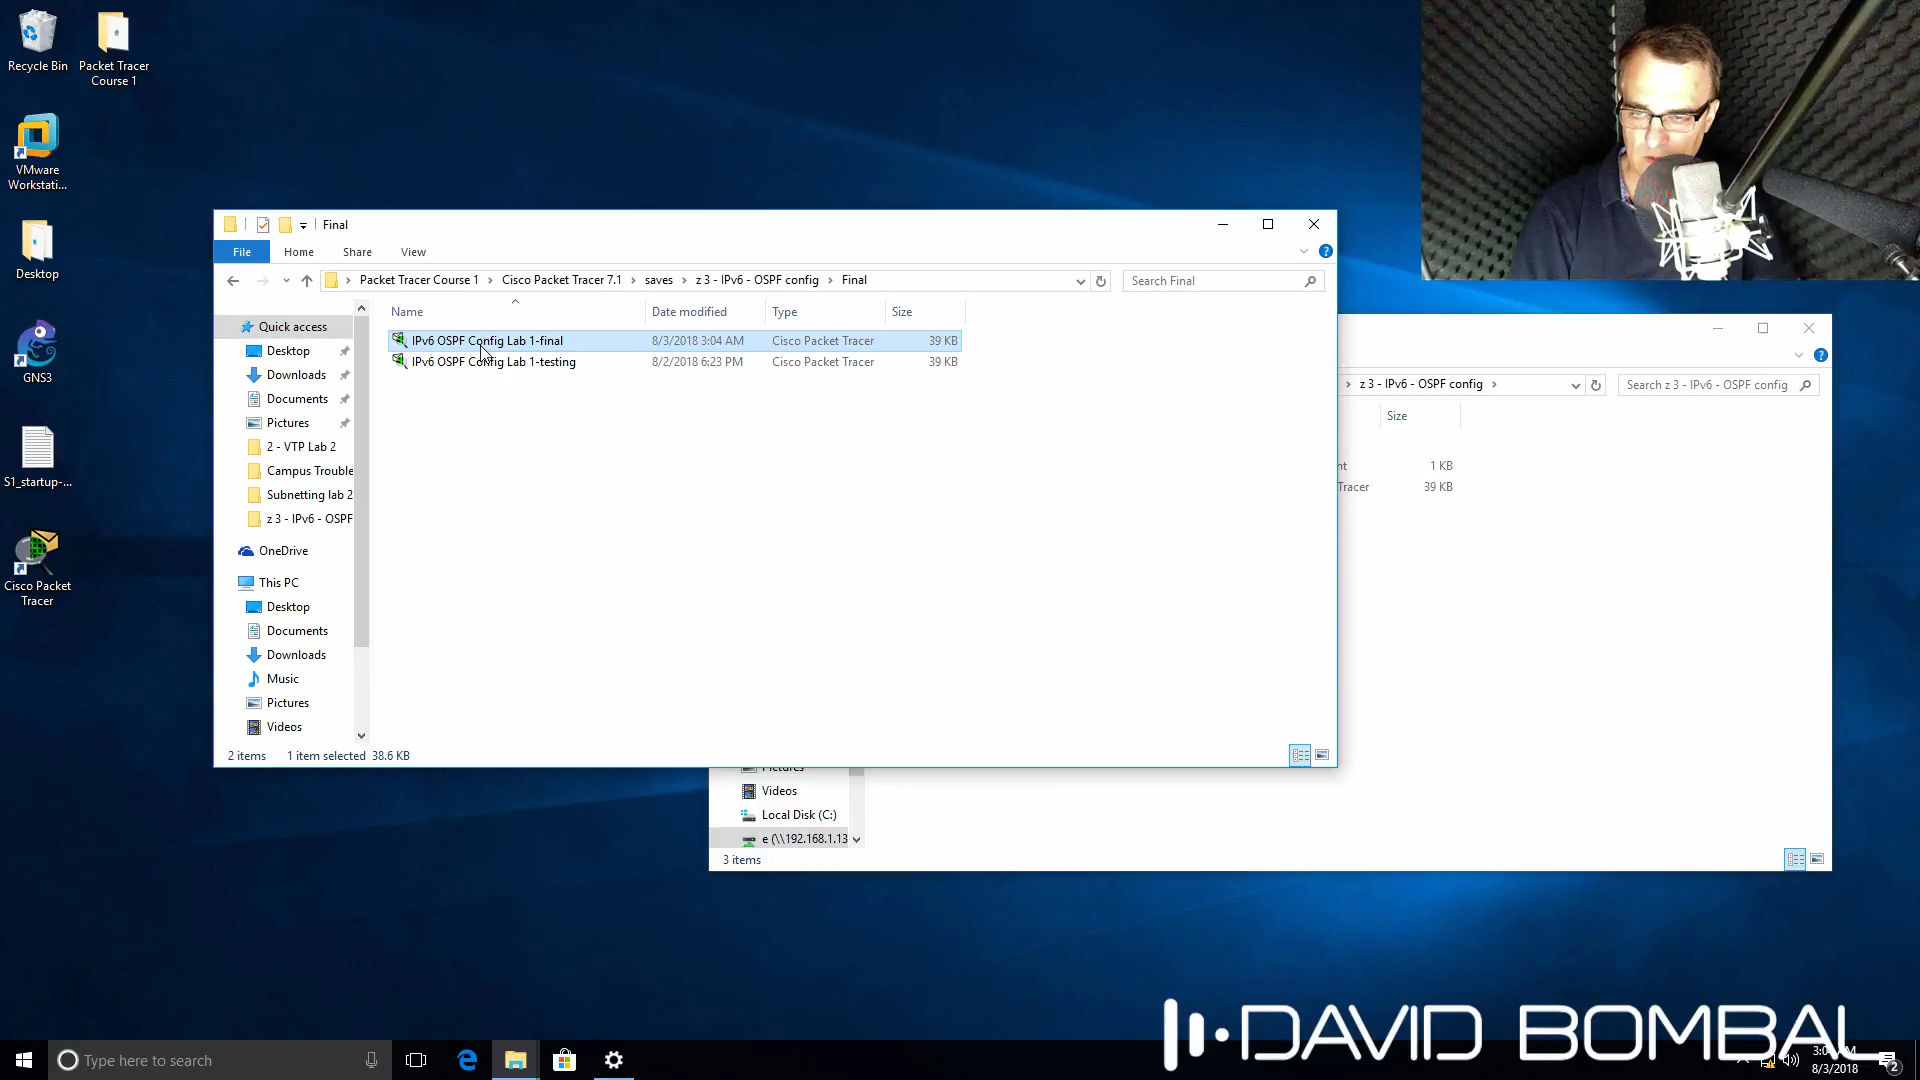 Recycle Bin
Packet Tracer
Course 1
VMware
Workstati...
Desktop
GNS3
S1_startup-...
Cisco Packet
Tracer
Final
File
Home
Share
View
Packet Tracer Course 1
Cisco Packet Tracer 7.1
saves
z 3 - IPv6 - OSPF config
Final
Search Final
Name
Date modified
Type
Size
IPv6 OSPF Config Lab 1-final
8/3/2018 3:04 AM
Cisco Packet Tracer
39 KB
IPv6 OSPF Config Lab 1-testing
8/2/2018 6:23 PM
Cisco Packet Tracer
39 KB
Quick access
Desktop
Downloads
Documents
Pictures
2 - VTP Lab 2
Campus Trouble
Subnetting lab 2
z 3 - IPv6 - OSPF
OneDrive
This PC
Desktop
Documents
Downloads
Music
Pictures
Videos
2 items
1 item selected 38.6 KB
z 3 - IPv6 - OSPF config
Search z 3 - IPv6 - OSPF config
Size
nt
1 KB
Tracer
39 KB
Pictures
Videos
Local Disk (C:)
e (\\192.168.1.13
3 items
DAVID BOMBAL
Type here to search
8/3/2018
2